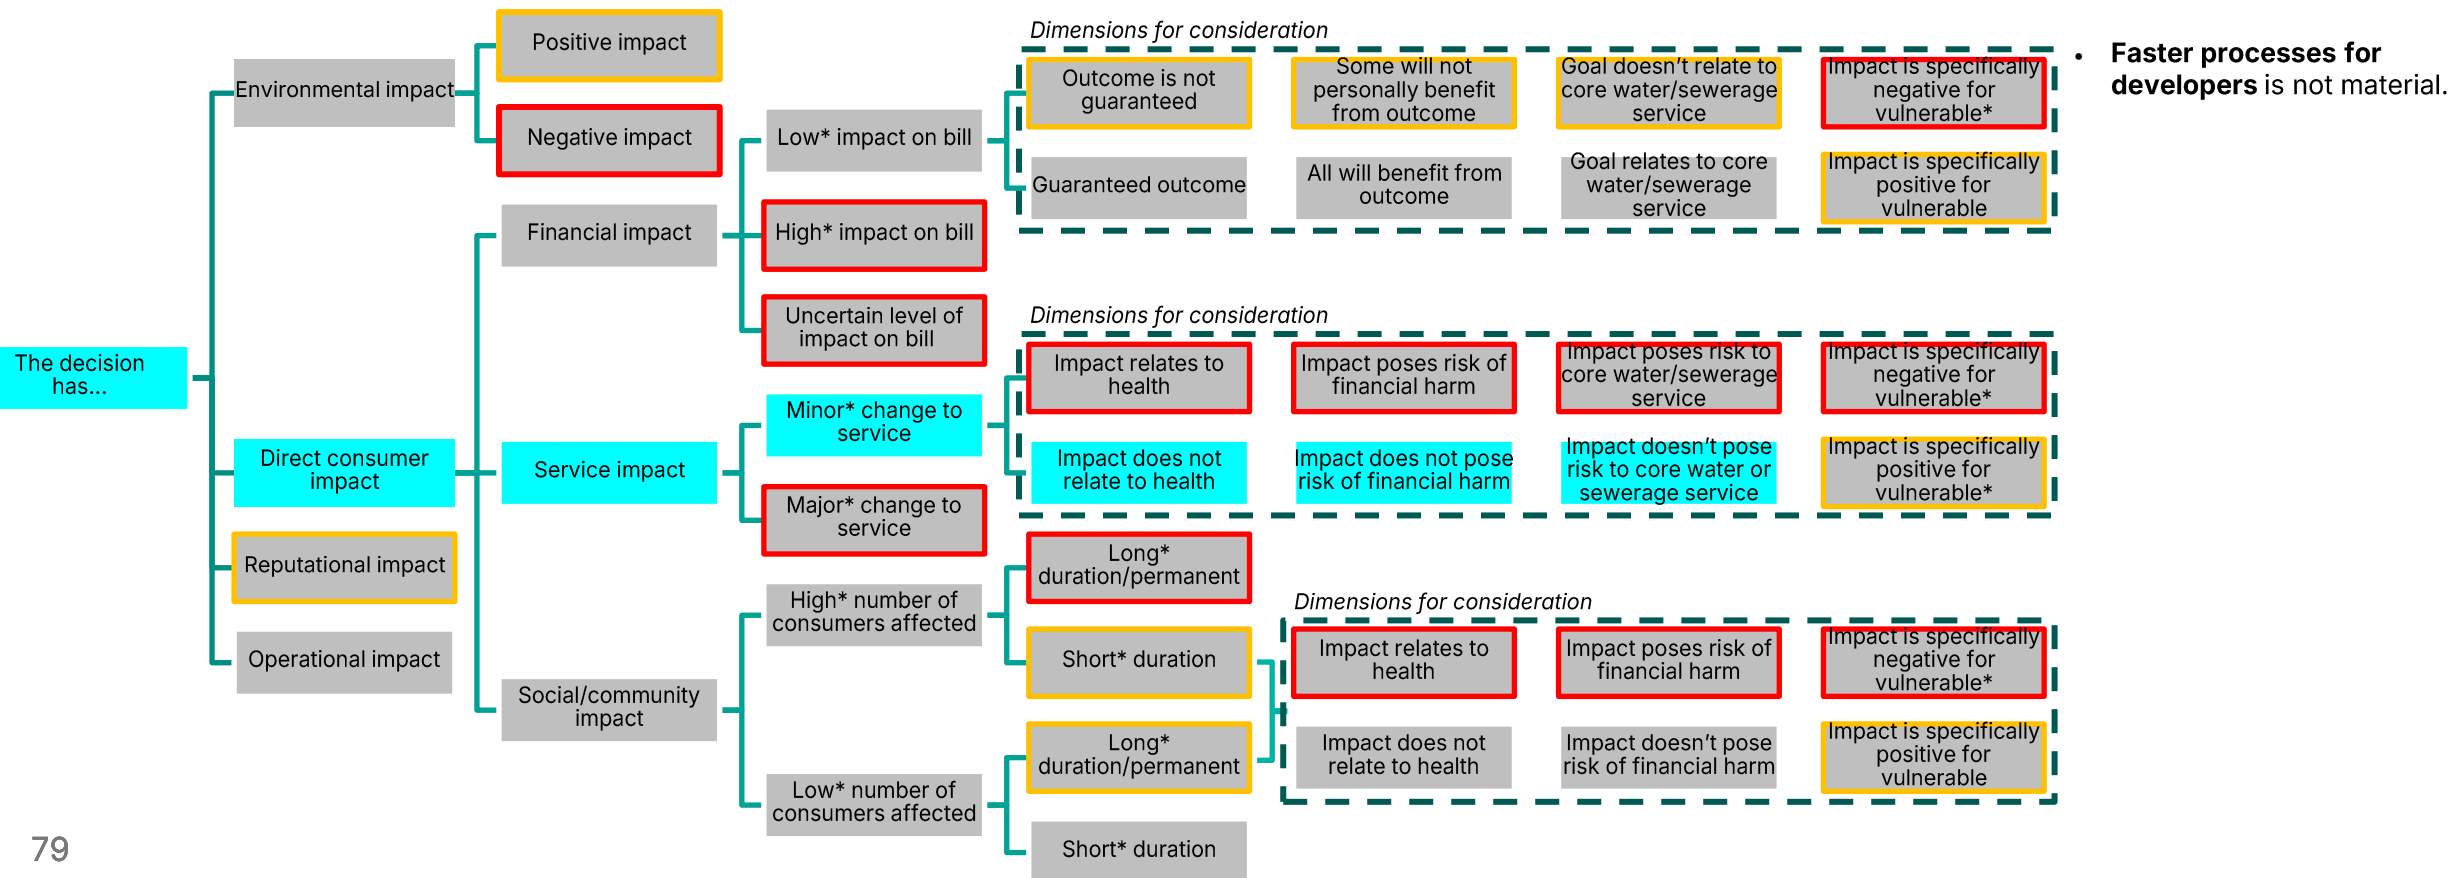 The decision
has...
Environmental impact
Direct consumer
impact
Reputational impact
Operational impact
Positive impact
Negative impact
Financial impact
Service impact
Social/community
impact
Low* impact on bill
High* impact on bill
Uncertain level of
impact on bill
Minor* change to
service
Major* change to
service
High* number of
consumers affected
Low* number of
consumers affected
Dimensions for consideration
Outcome is not
guaranteed
Some will not
personally benefit
from outcome
Goal doesn't relate to
core water/sewerage
service
Impact is specifically
negative for
vulnerable*
Guaranteed outcome
All will benefit from
outcome
Goal relates to core
water/sewerage
service
Impact is specifically
positive for
vulnerable
Dimensions for consideration
Impact relates to
health
Impact poses risk of
financial harm
Impact poses risk to
core water/sewerage
service
Impact is specifically
negative for
vulnerable*
Impact does not
relate to health
Impact does not pose
risk of financial harm
Impact doesn't pose
risk to core water or
sewerage service
Impact is specifically
positive for
vulnerable*
Long*
duration/permanent
Short* duration
Long*
duration/permanent
Short* duration
Dimensions for consideration
Impact relates to
health
Impact poses risk of
financial harm
Impact is specifically
negative for
vulnerable*
Impact does not
relate to health
Impact doesn't pose
risk of financial harm
Impact is specifically
positive for
vulnerable
• Faster processes for
developers is not material.
79